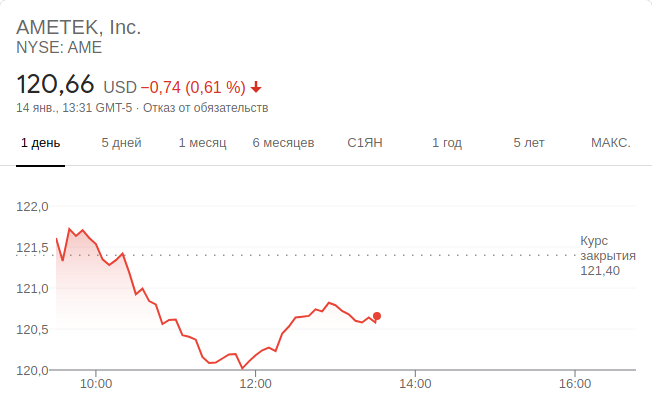 AMETEK, Inc.
NYSE: AME
120,66 USD −0,74 (0,61 %)
14 янв., 13:31 GMT-5 · Отказ от обязательств
1 день 5 дней 1 месяц 6 месяцев С1ЯН 1 год 5 лет МАКС.
122,0
121,5
Курс
закрытия
121,40
121,0
120,5
120,0
10:00 12:00 14:00 16:00